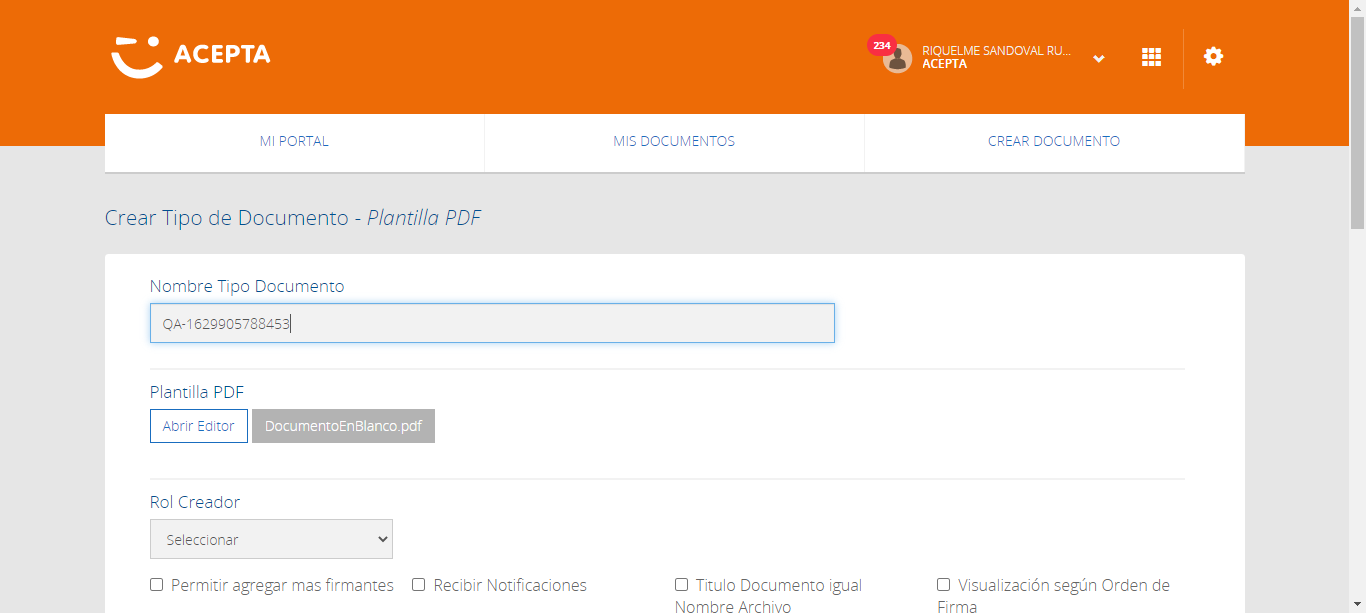 ACEPTA
234
RIQUELME SANDOVAL RU...
ACEPTA
MI PORTAL
MIS DOCUMENTOS
CREAR DOCUMENTO
Crear Tipo de Documento - Plantilla PDF
Nombre Tipo Documento
QA-1629905788453
Plantilla PDF
Abrir Editor
DocumentoEnBlanco.pdf
Rol Creador
Seleccionar
Permitir agregar mas firmantes
Recibir Notificaciones
Titulo Documento igual
Nombre Archivo
Visualización según Orden de
Firma